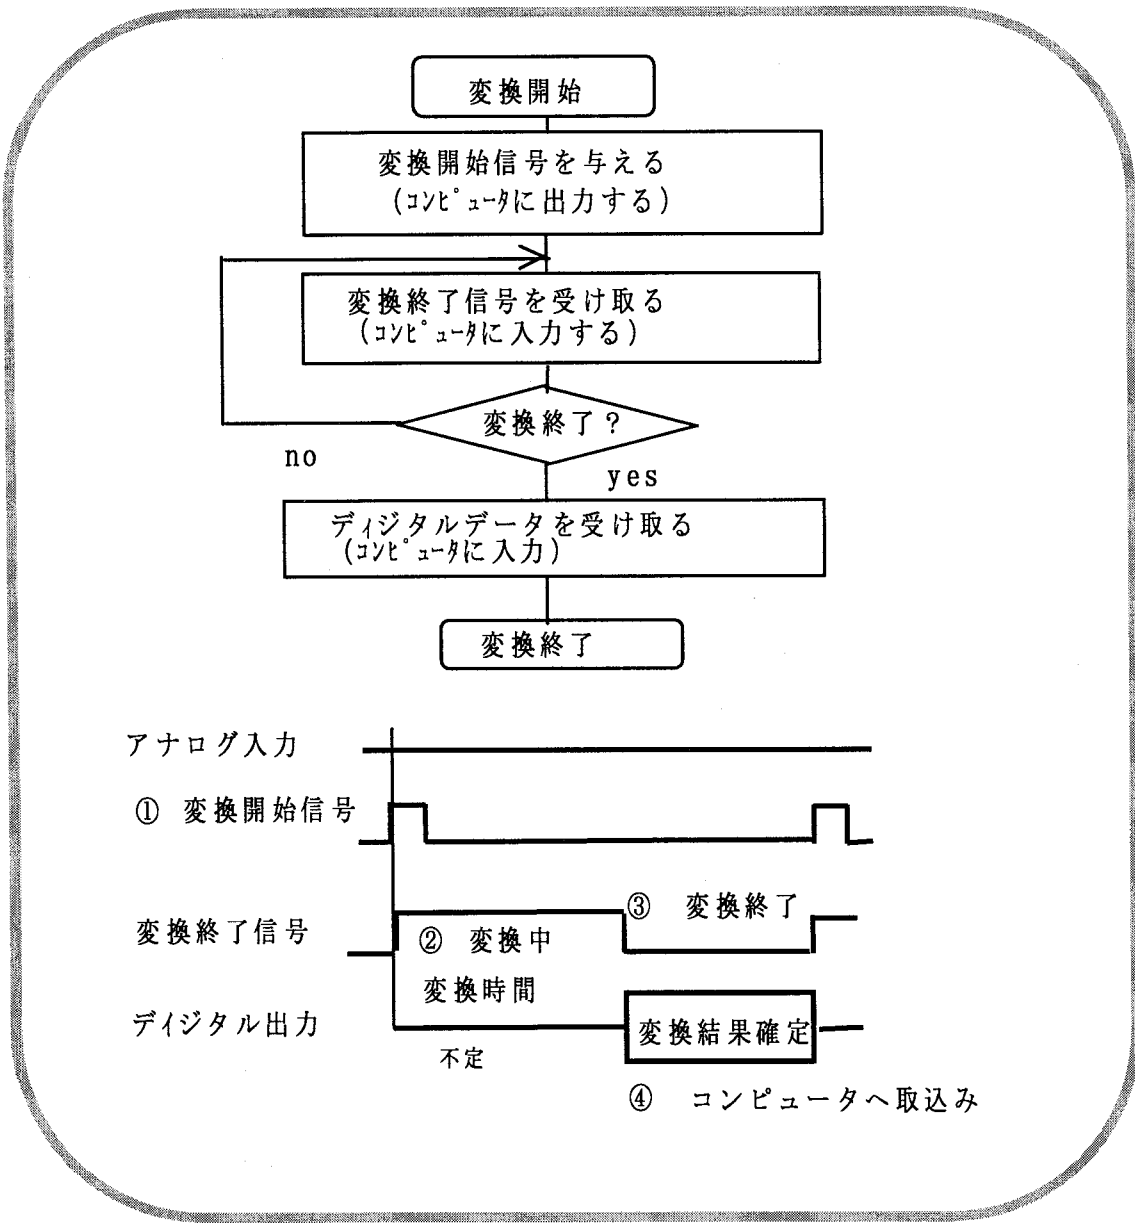 変換開始
変換開始信号を与える
(コンピュータに出力する)
変換終了信号を受け取る
(コンピュータに入力する)
変換終了?
no
yes
ディジタルデータを受け取る
(コンピュータに入力)
変換終了
アナログ入力
① 変換開始信号
変換終了信号
② 変換中
③ 変換終了
変換時間
ディジタル出力
不定
変換結果確定
④ コンピュータへ取込み